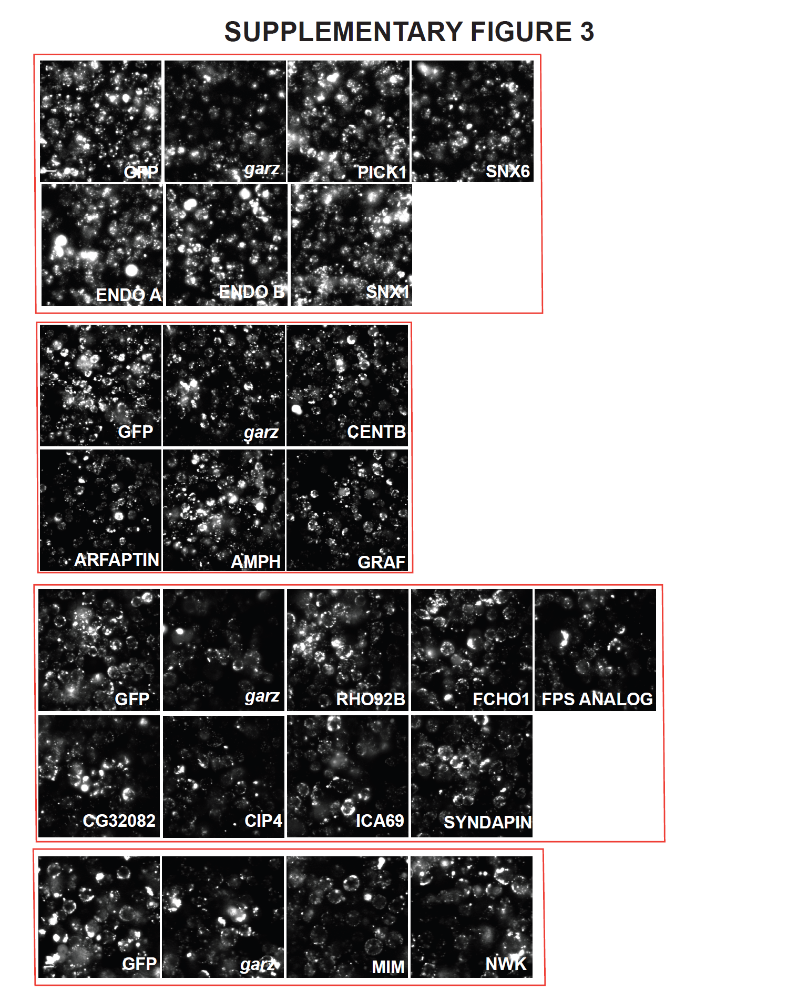 SUPPLEMENTARY FIGURE 3
GFP garz PICK1 SNX6
ENDO A ENDO B SNX1
GFP garz CENTB
ARFAPTIN AMPH GRAF
GFP garz RHO92B FCHO1 FPS ANALOG
CG32082 CIP4 ICA69 SYNDAPIN
GFP garz MIM NWK